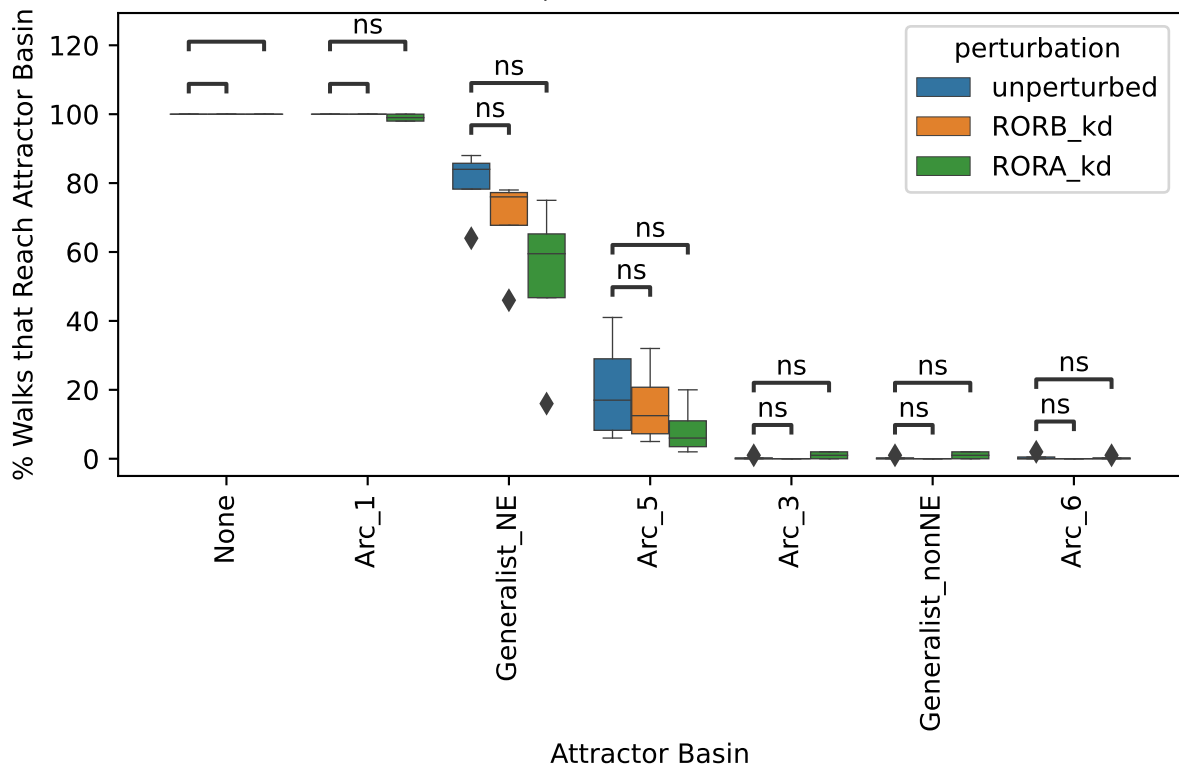 % Walks that Reach Attractor Basin
120
100
80
60
40
20
0
ns
ns
ns
ns
ns
ns
ns
ns
ns
ns
ns
perturbation
unperturbed
RORB_kd
RORA_kd
None
Arc_1
Generalist_NE
Arc_5
Arc_3
Generalist_nonNE
Arc_6
Attractor Basin